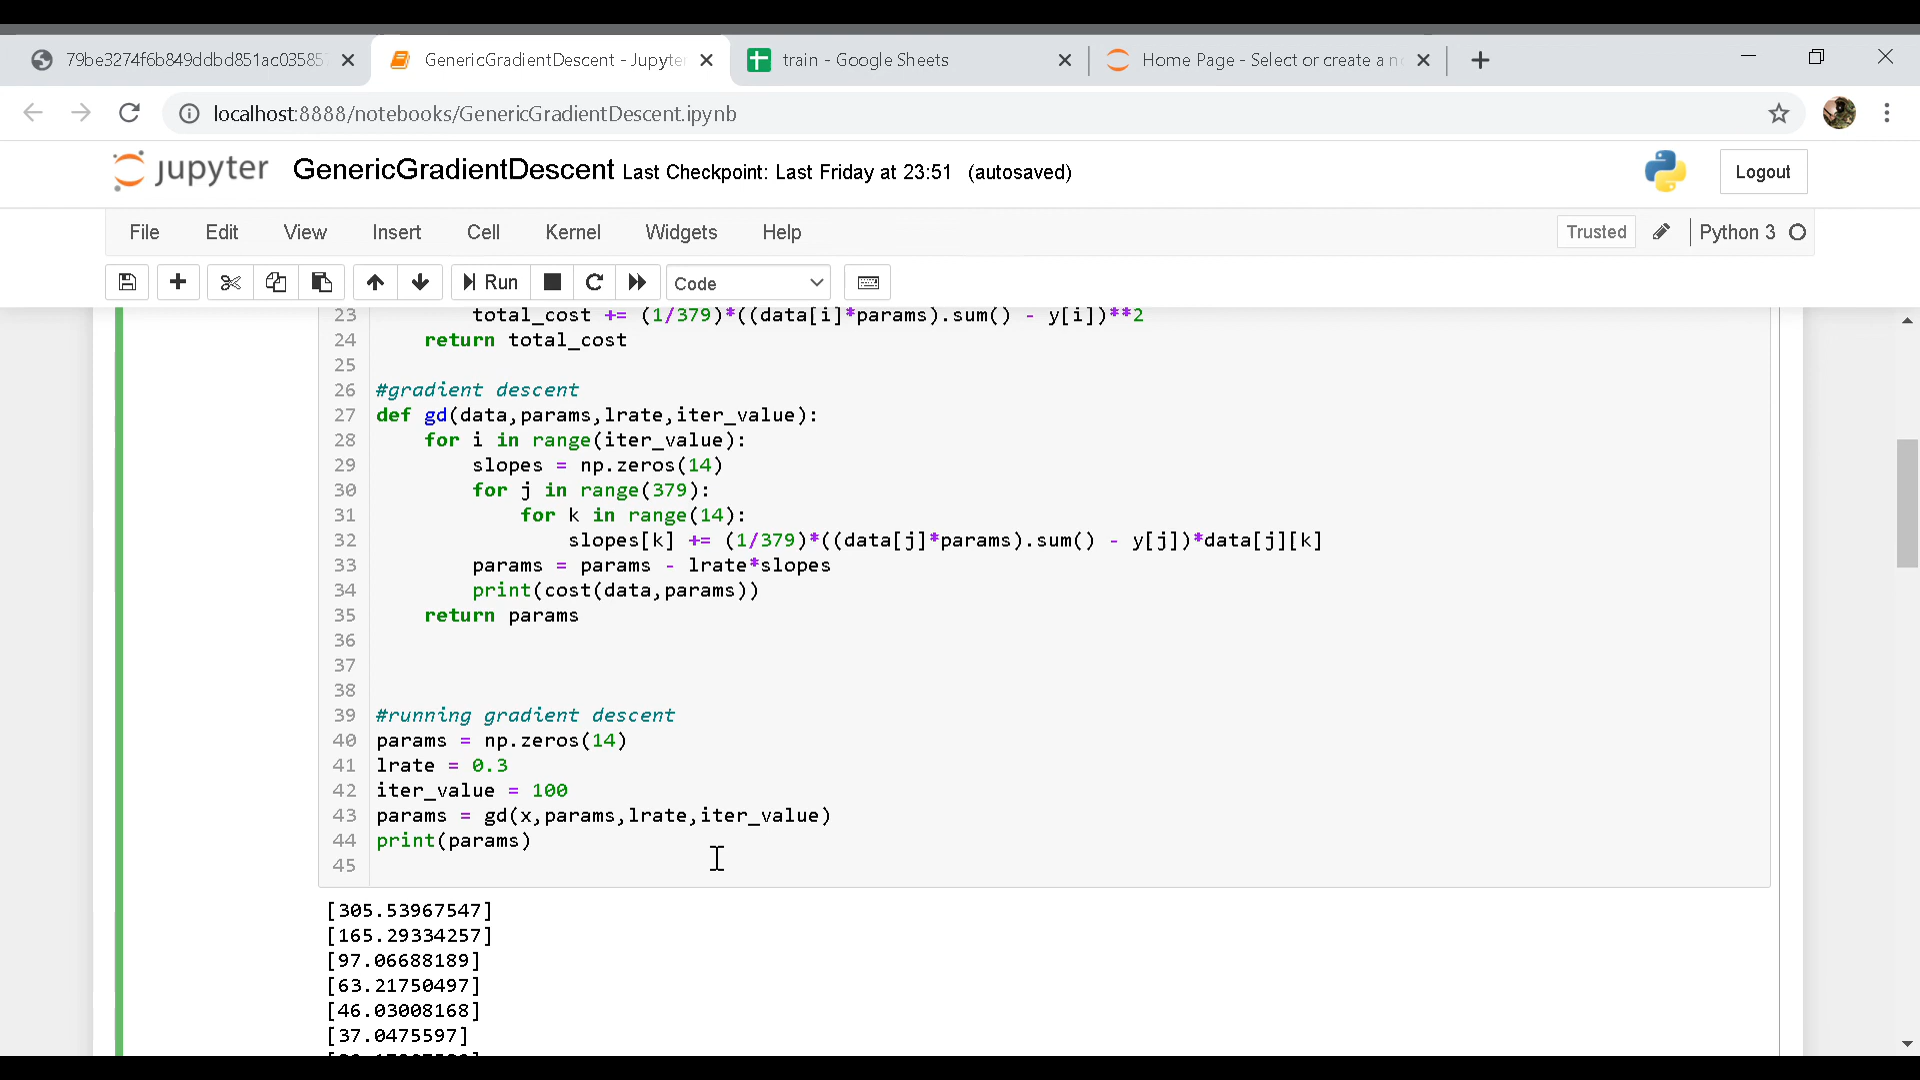 79be3274f6b849ddbd851ac03585
GenericGradientDescent - Jupyte
train - Google Sheets
Home Page - Select or create a n
localhost:8888/notebooks/GenericGradientDescent.ipynb
jupyter GenericGradientDescent Last Checkpoint: Last Friday at 23:51 (autosaved)
Logout
File Edit View Insert Cell Kernel Widgets Help
Trusted Python 3
Run Code
23 total_cost += (1/379)*((data[i]*params).sum() - y[i])**2
24 return total_cost
25
26 #gradient descent
27 def gd(data,params,lrate,iter_value):
28 for i in range(iter_value):
29 slopes = np.zeros(14)
30 for j in range(379):
31 for k in range(14):
32 slopes[k] += (1/379)*((data[j]*params).sum() - y[j])*data[j][k]
33 params = params - lrate*slopes
34 print(cost(data,params))
35 return params
36
37
38
39 #running gradient descent
40 params = np.zeros(14)
41 lrate = 0.3
42 iter_value = 100
43 params = gd(x,params,lrate,iter_value)
44 print(params)
45
[305.53967547]
[165.29334257]
[97.06688189]
[63.21750497]
[46.03008168]
[37.0475597]